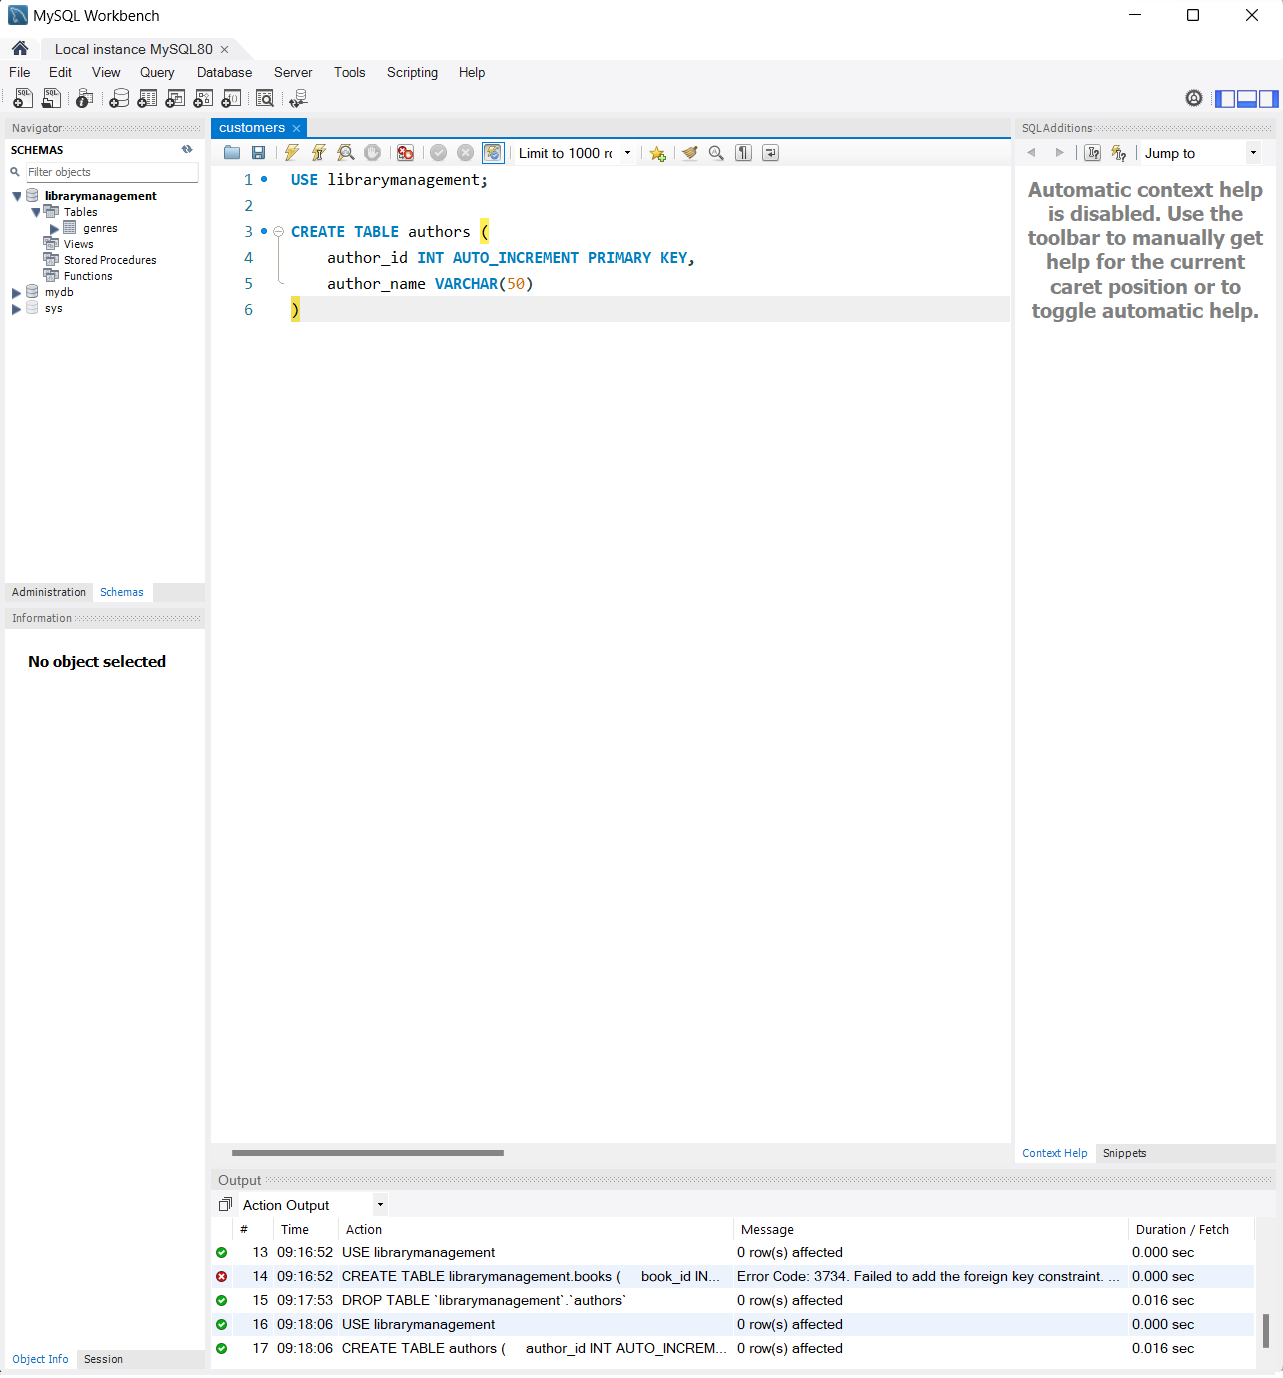 MySQL Workbench
Local instance MySQL80
File Edit View Query Database Server Tools Scripting Help
Navigator
SCHEMAS
Filter objects
librarymanagement
Tables
genres
Views
Stored Procedures
Functions
mydb
sys
Administration Schemas
Information
No object selected
Object Info Session
customers
Limit to 1000 r
1 USE librarymanagement;
2
3 CREATE TABLE authors (
4 author_id INT AUTO_INCREMENT PRIMARY KEY,
5 author_name VARCHAR(50)
6 )
SQLAdditions
Jump to
Automatic context help
is disabled. Use the
toolbar to manually get
help for the current
caret position or to
toggle automatic help.
Context Help Snippets
Output
Action Output
# Time Action Message Duration / Fetch
13 09:16:52 USE librarymanagement 0 row(s) affected 0.000 sec
14 09:16:52 CREATE TABLE librarymanagement.books ( book_id IN... Error Code: 3734. Failed to add the foreign key constraint. ... 0.000 sec
15 09:17:53 DROP TABLE `librarymanagement`.`authors` 0 row(s) affected 0.016 sec
16 09:18:06 USE librarymanagement 0 row(s) affected 0.000 sec
17 09:18:06 CREATE TABLE authors ( author_id INT AUTO_INCREM... 0 row(s) affected 0.016 sec